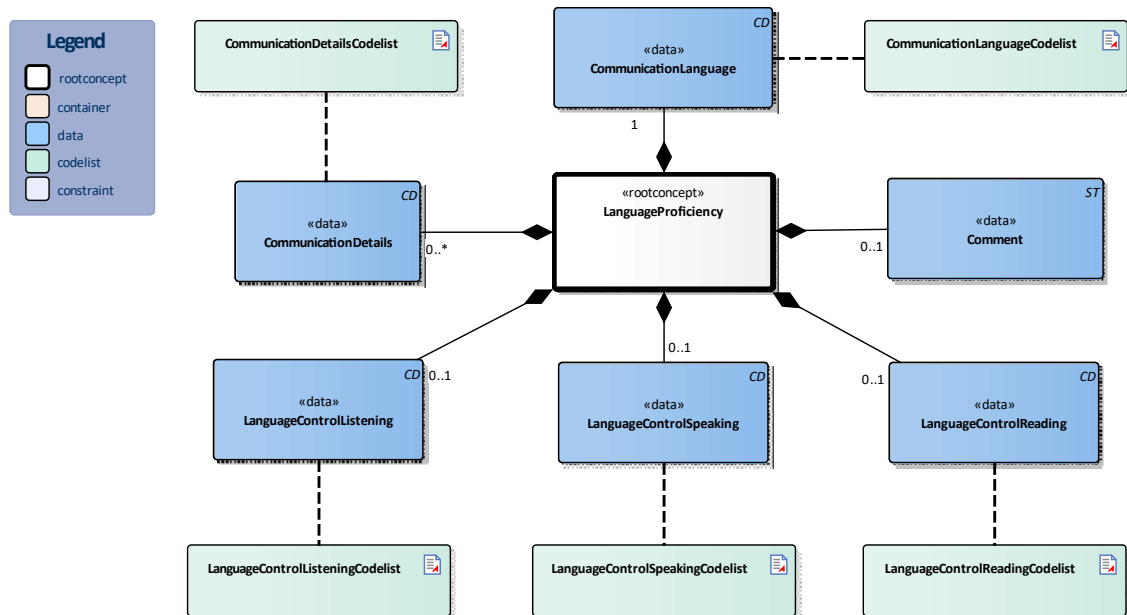 Legend
rootconcept
container
data
codelist
constraint
CommunicationDetailsCodelist
CD
«data»
CommunicationLanguage
CommunicationLanguageCodelist
1
CD
«data»
CommunicationDetails
0..*
«rootconcept»
LanguageProficiency
ST
«data»
Comment
0..1
CD
«data»
LanguageControlListening
0..1
CD
«data»
LanguageControlSpeaking
0..1
CD
«data»
LanguageControlReading
0..1
LanguageControlListeningCodelist
LanguageControlSpeakingCodelist
LanguageControlReadingCodelist